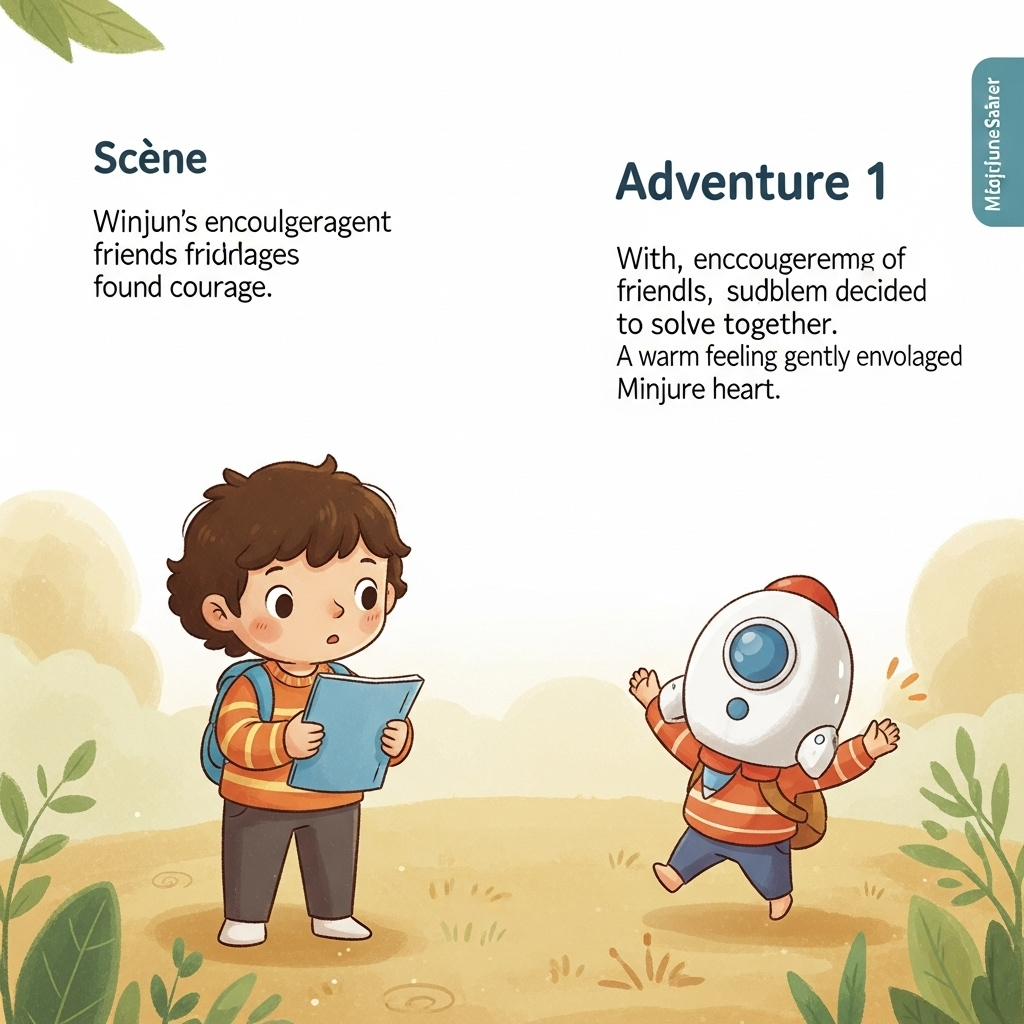 Scène
Winjun's encoulgeragent
friends fridrlages
found courage.
Adventure 1
With, enccougeremg of
friendls, sudblem decided
to solve together.
A warm feeling gently envolaged
Minjure heart.